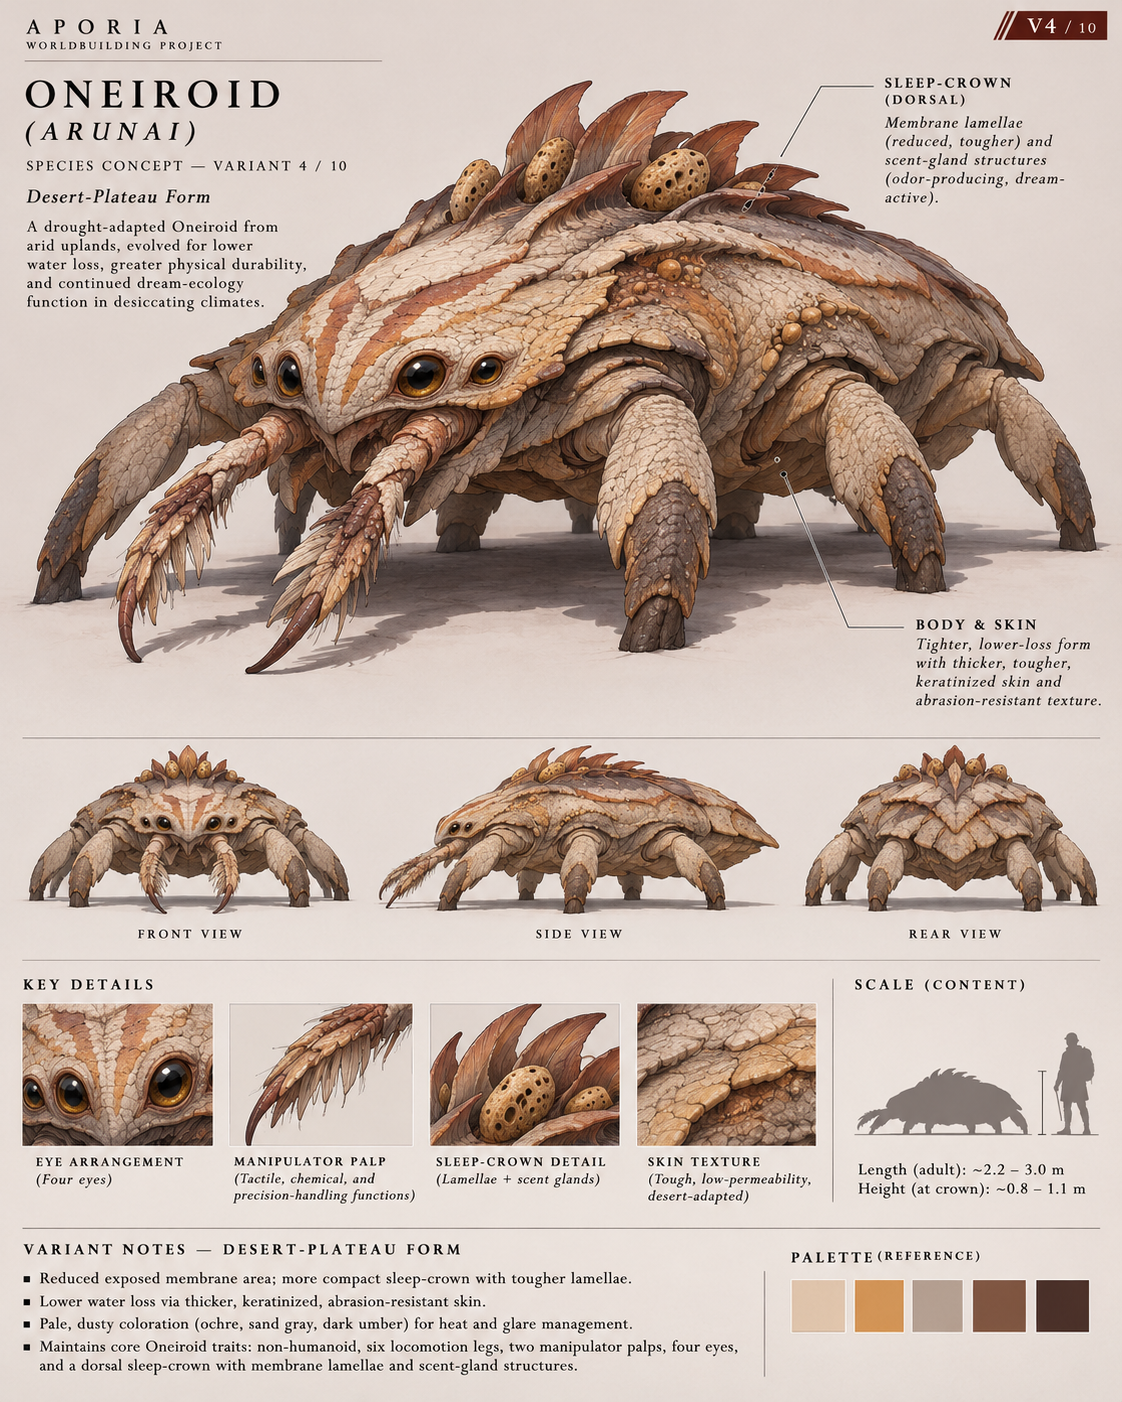 APORIA
WORLDBUILDING PROJECT
V4 / 10
ONEIROID
(ARUNAI)
SPECIES CONCEPT — VARIANT 4 / 10
Desert-Plateau Form
A drought-adapted Oneiroid from
arid uplands, evolved for lower
water loss, greater physical durability,
and continued dream-ecology
function in desiccating climates.
SLEEP-CROWN
(DORSAL)
Membrane lamellae
(reduced, tougher) and
scent-gland structures
(odor-producing, dream-
active).
BODY & SKIN
Tighter, lower-loss form
with thicker, tougher,
keratinized skin and
abrasion-resistant texture.
FRONT VIEW
SIDE VIEW
REAR VIEW
KEY DETAILS
EYE ARRANGEMENT
(Four eyes)
MANIPULATOR PALP
(Tactile, chemical, and
precision-handling functions)
SLEEP-CROWN DETAIL
(Lamellae + scent glands)
SKIN TEXTURE
(Tough, low-permeability,
desert-adapted)
SCALE (CONTENT)
Length (adult): ~2.2 – 3.0 m
Height (at crown): ~0.8 – 1.1 m
VARIANT NOTES — DESERT-PLATEAU FORM
▪ Reduced exposed membrane area; more compact sleep-crown with tougher lamellae.
▪ Lower water loss via thicker, keratinized, abrasion-resistant skin.
▪ Pale, dusty coloration (ochre, sand gray, dark umber) for heat and glare management.
▪ Maintains core Oneiroid traits: non-humanoid, six locomotion legs, two manipulator palps, four eyes,
and a dorsal sleep-crown with membrane lamellae and scent-gland structures.
PALETTE (REFERENCE)